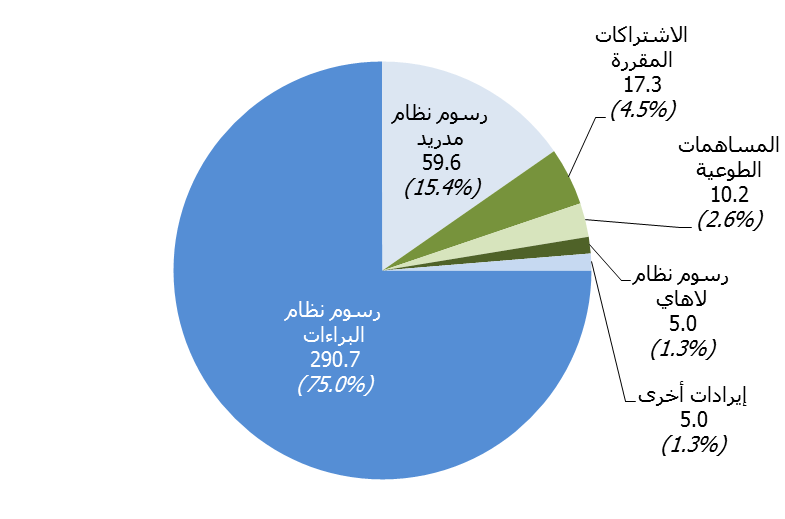 الاشتراكات
المقررة
17.3
(4.5%)
رسوم نظام
مدريد
59.6
(15.4%)
المساهمات
الطوعية
10.2
(2.6%)
رسوم نظام
لاهاي
5.0
(1.3%)
رسوم نظام
البراءات
290.7
(75.0%)
إيرادات أخرى
5.0
(1.3%)